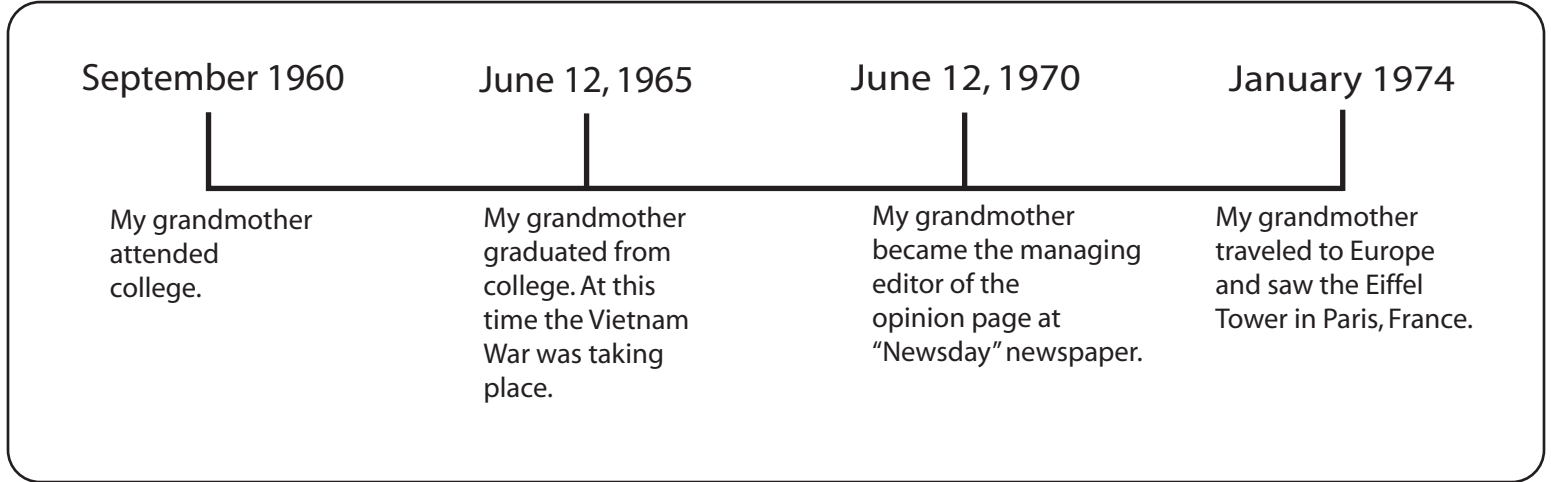 September 1960
June 12, 1965
June 12, 1970
January 1974
My grandmother
attended
college.
My grandmother
graduated from
college. At this
time the Vietnam
War was taking
place.
My grandmother
became the managing
editor of the
opinion page at
“Newsday” newspaper.
My grandmother
traveled to Europe
and saw the Eiffel
Tower in Paris, France.